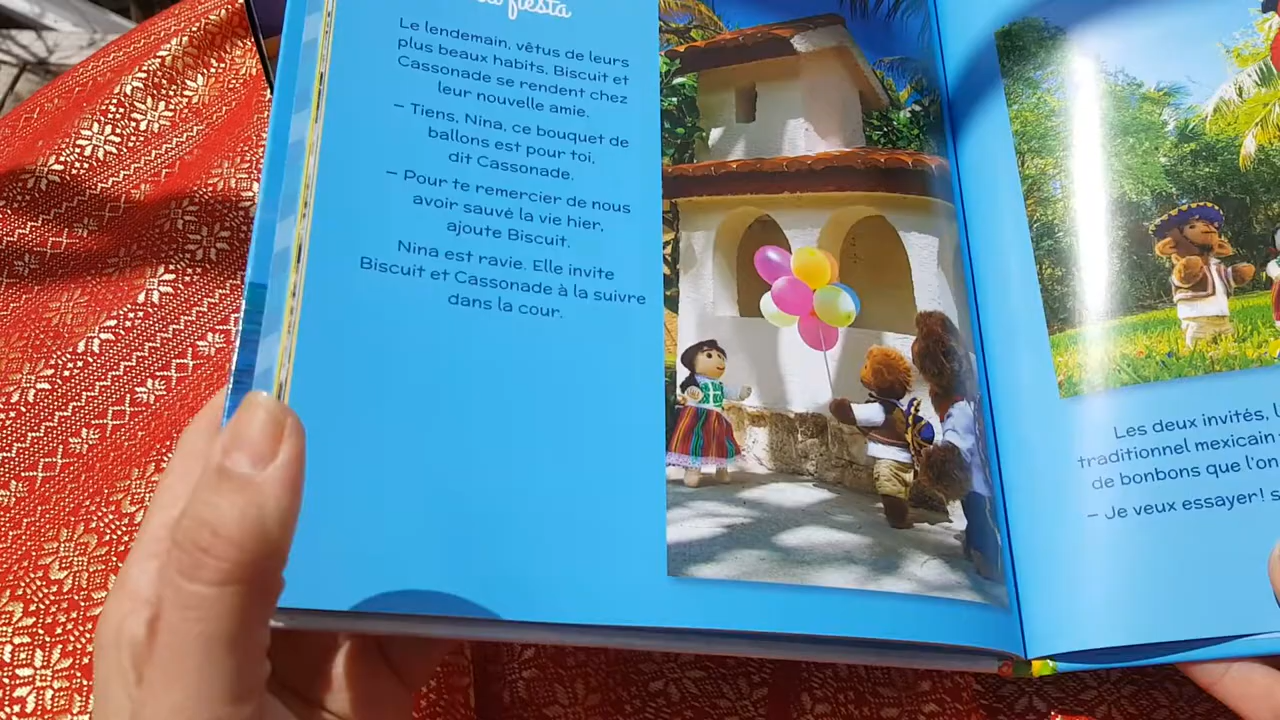 la fiesta
Le lendemain, vêtus de leurs
plus beaux habits, Biscuit et
Cassonade se rendent chez
leur nouvelle amie.
– Tiens, Nina, ce bouquet de
ballons est pour toi,
dit Cassonade.
– Pour te remercier de nous
avoir sauvé la vie hier,
ajoute Biscuit.
Nina est ravie. Elle invite
Biscuit et Cassonade à la suivre
dans la cour.
Les deux invités,
traditionnel mexicain
de bonbons que l'on
– Je veux essayer!